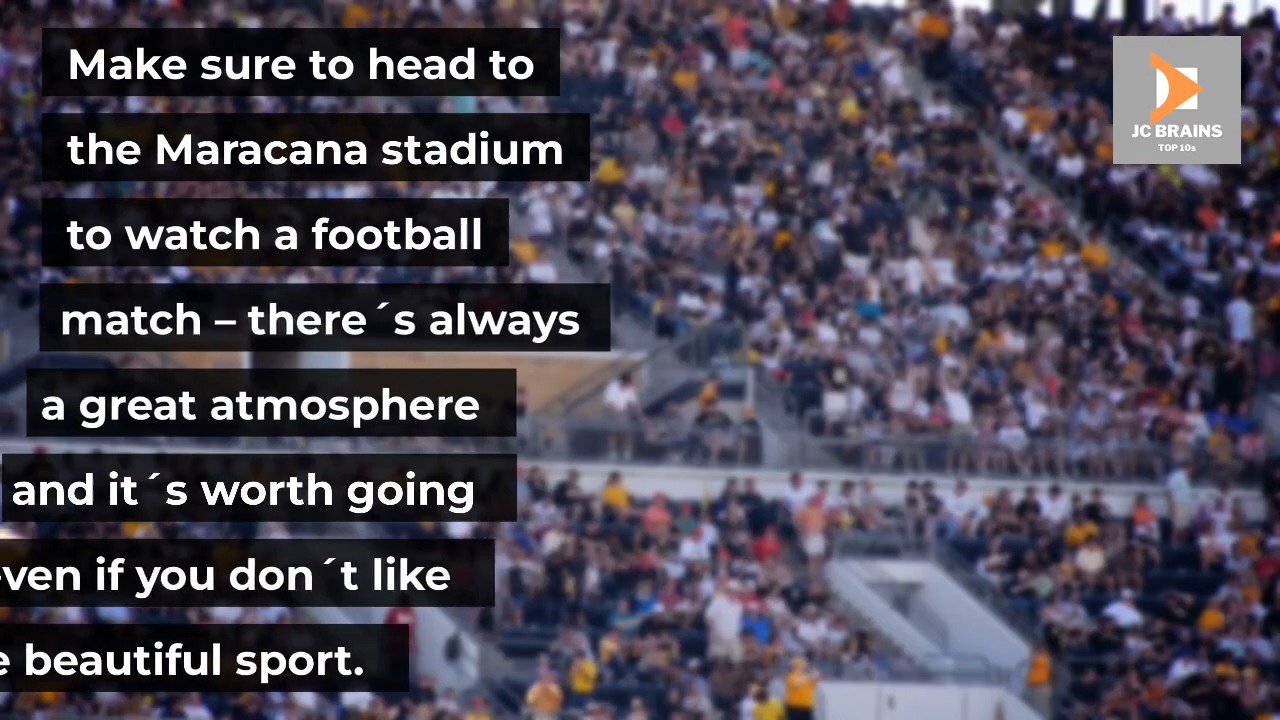 Make sure to head to
the Maracana stadium
to watch a football
match – there´s always
a great atmosphere
and it´s worth going
ven if you don´t like
e beautiful sport.
JC BRAINS
TOP 10s